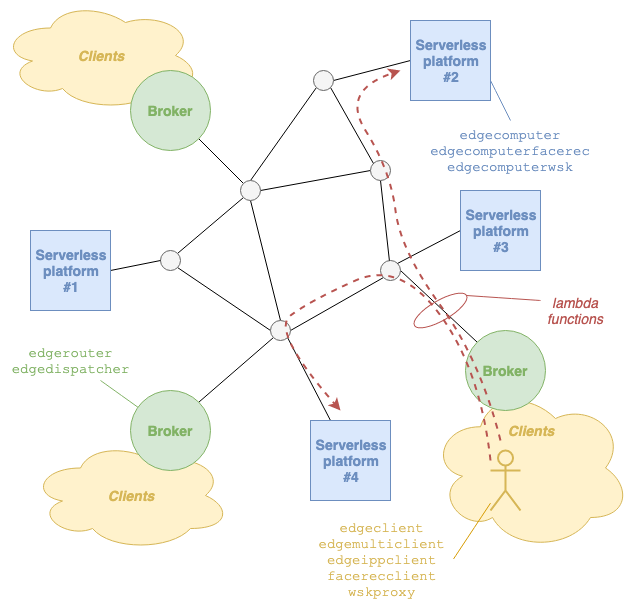 Clients
Broker
Serverless
platform
#2
edgecomputer
edgecomputerfacerec
edgecomputerwsk
Serverless
platform
#3
Serverless
platform
#1
lambda
functions
edgerouter
edgedispatcher
Broker
Clients
Broker
Clients
Serverless
platform
#4
edgeclient
edgemulticlient
edgeippclient
facerecclient
wskproxy